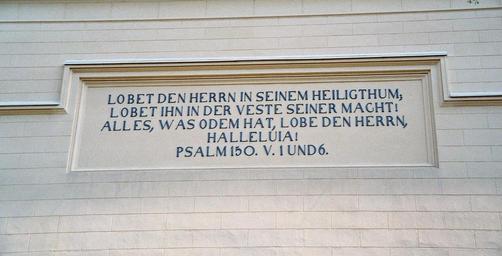 LOBET DEN HERRN IN SEINEM HEILIGTHUM;
LOBET IHN IN DER VESTE SEINER MACHT!
ALLES, WAS ODEM HAT, LOBE DEN HERRN,
HALLELUIA!
PSALM 150. V. 1 UND 6.